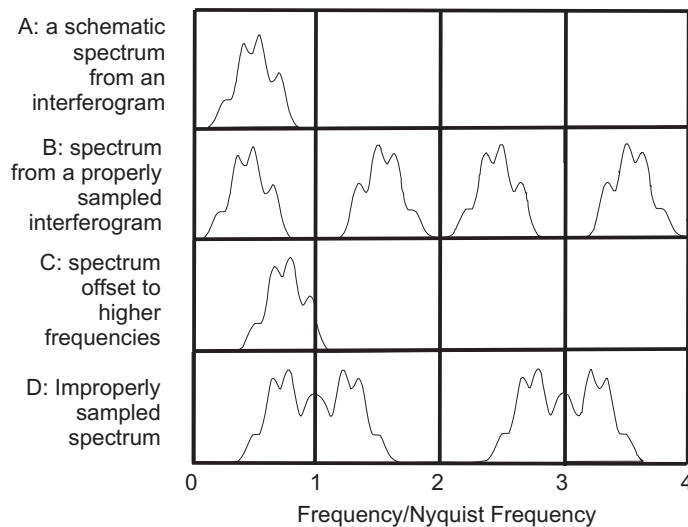 A: a schematic
spectrum
from an
interferogram
B: spectrum
from a properly
sampled
interferogram
C: spectrum
offset to
higher
frequencies
D: Improperly
sampled
spectrum
0 1 2 3 4
Frequency/Nyquist Frequency